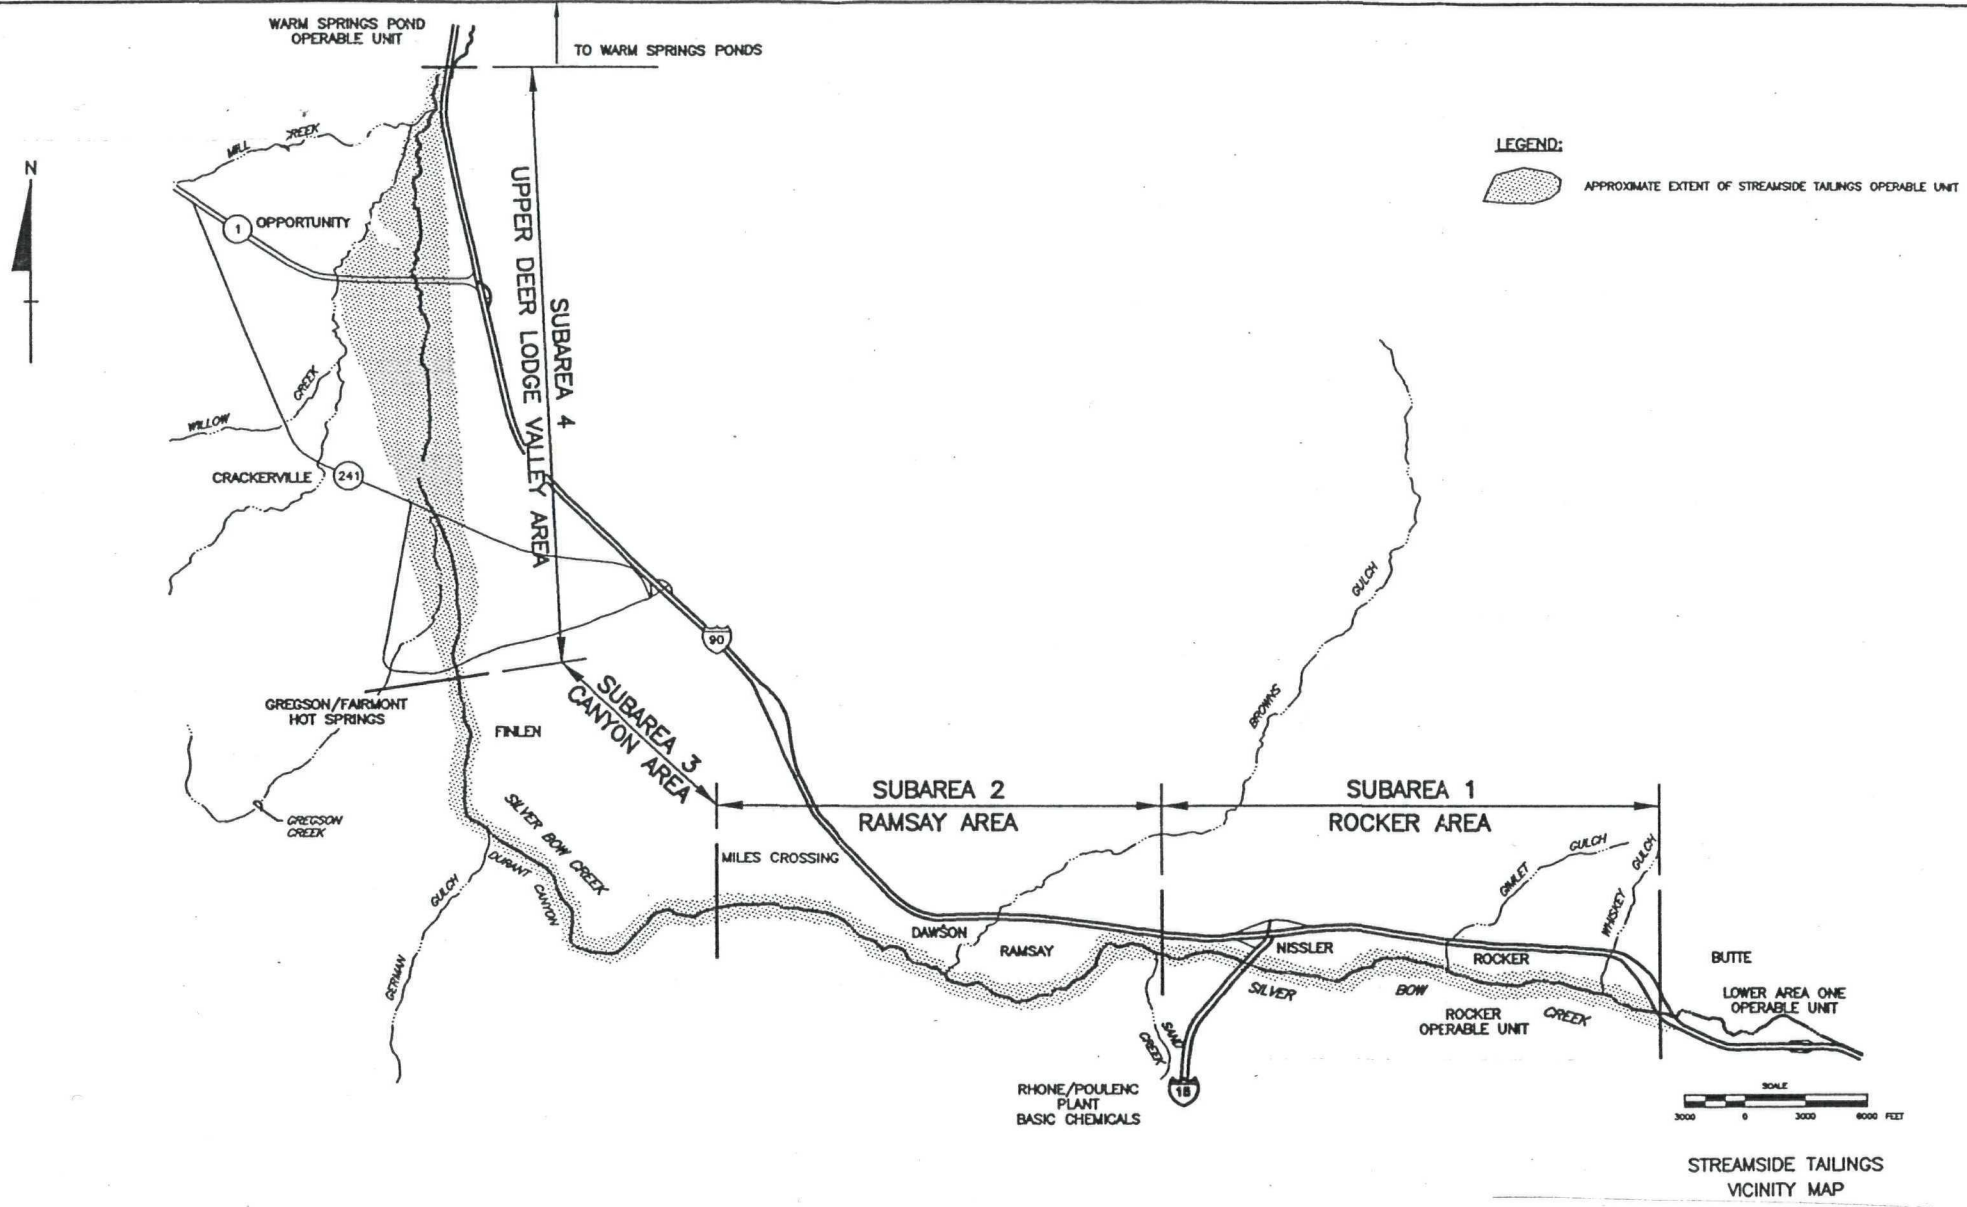 WARM SPRINGS POND
OPERABLE UNIT
TO WARM SPRINGS PONDS
MILL
REEK
N
LEGEND:
APPROXIMATE EXTENT OF STREAMSIDE TAILINGS OPERABLE UNIT
1
OPPORTUNITY
SUBAREA 4
UPPER DEER LODGE VALLEY AREA
WILLOW
CREEK
CRACKERVILLE
241
90
GREGSON/FAIRMONT
HOT SPRINGS
FINLEN
SUBAREA 3
CANYON AREA
GREGSON
CREEK
SILVER BOW CREEK
DURANT CANYON
GERMAN
GULCH
SUBAREA 2
RAMSAY AREA
SUBAREA 1
ROCKER AREA
MILES CROSSING
BROWNS
GULCH
GIMLET
GULCH
WHISKEY
GULCH
DAWSON
RAMSAY
NISSLER
ROCKER
BUTTE
SILVER
BOW
CREEK
LOWER AREA ONE
OPERABLE UNIT
ROCKER
OPERABLE UNIT
SAND
CREEK
RHONE/POULENC
PLANT
BASIC CHEMICALS
15
SCALE
3000 0 3000 6000 FEET
STREAMSIDE TAILINGS
VICINITY MAP